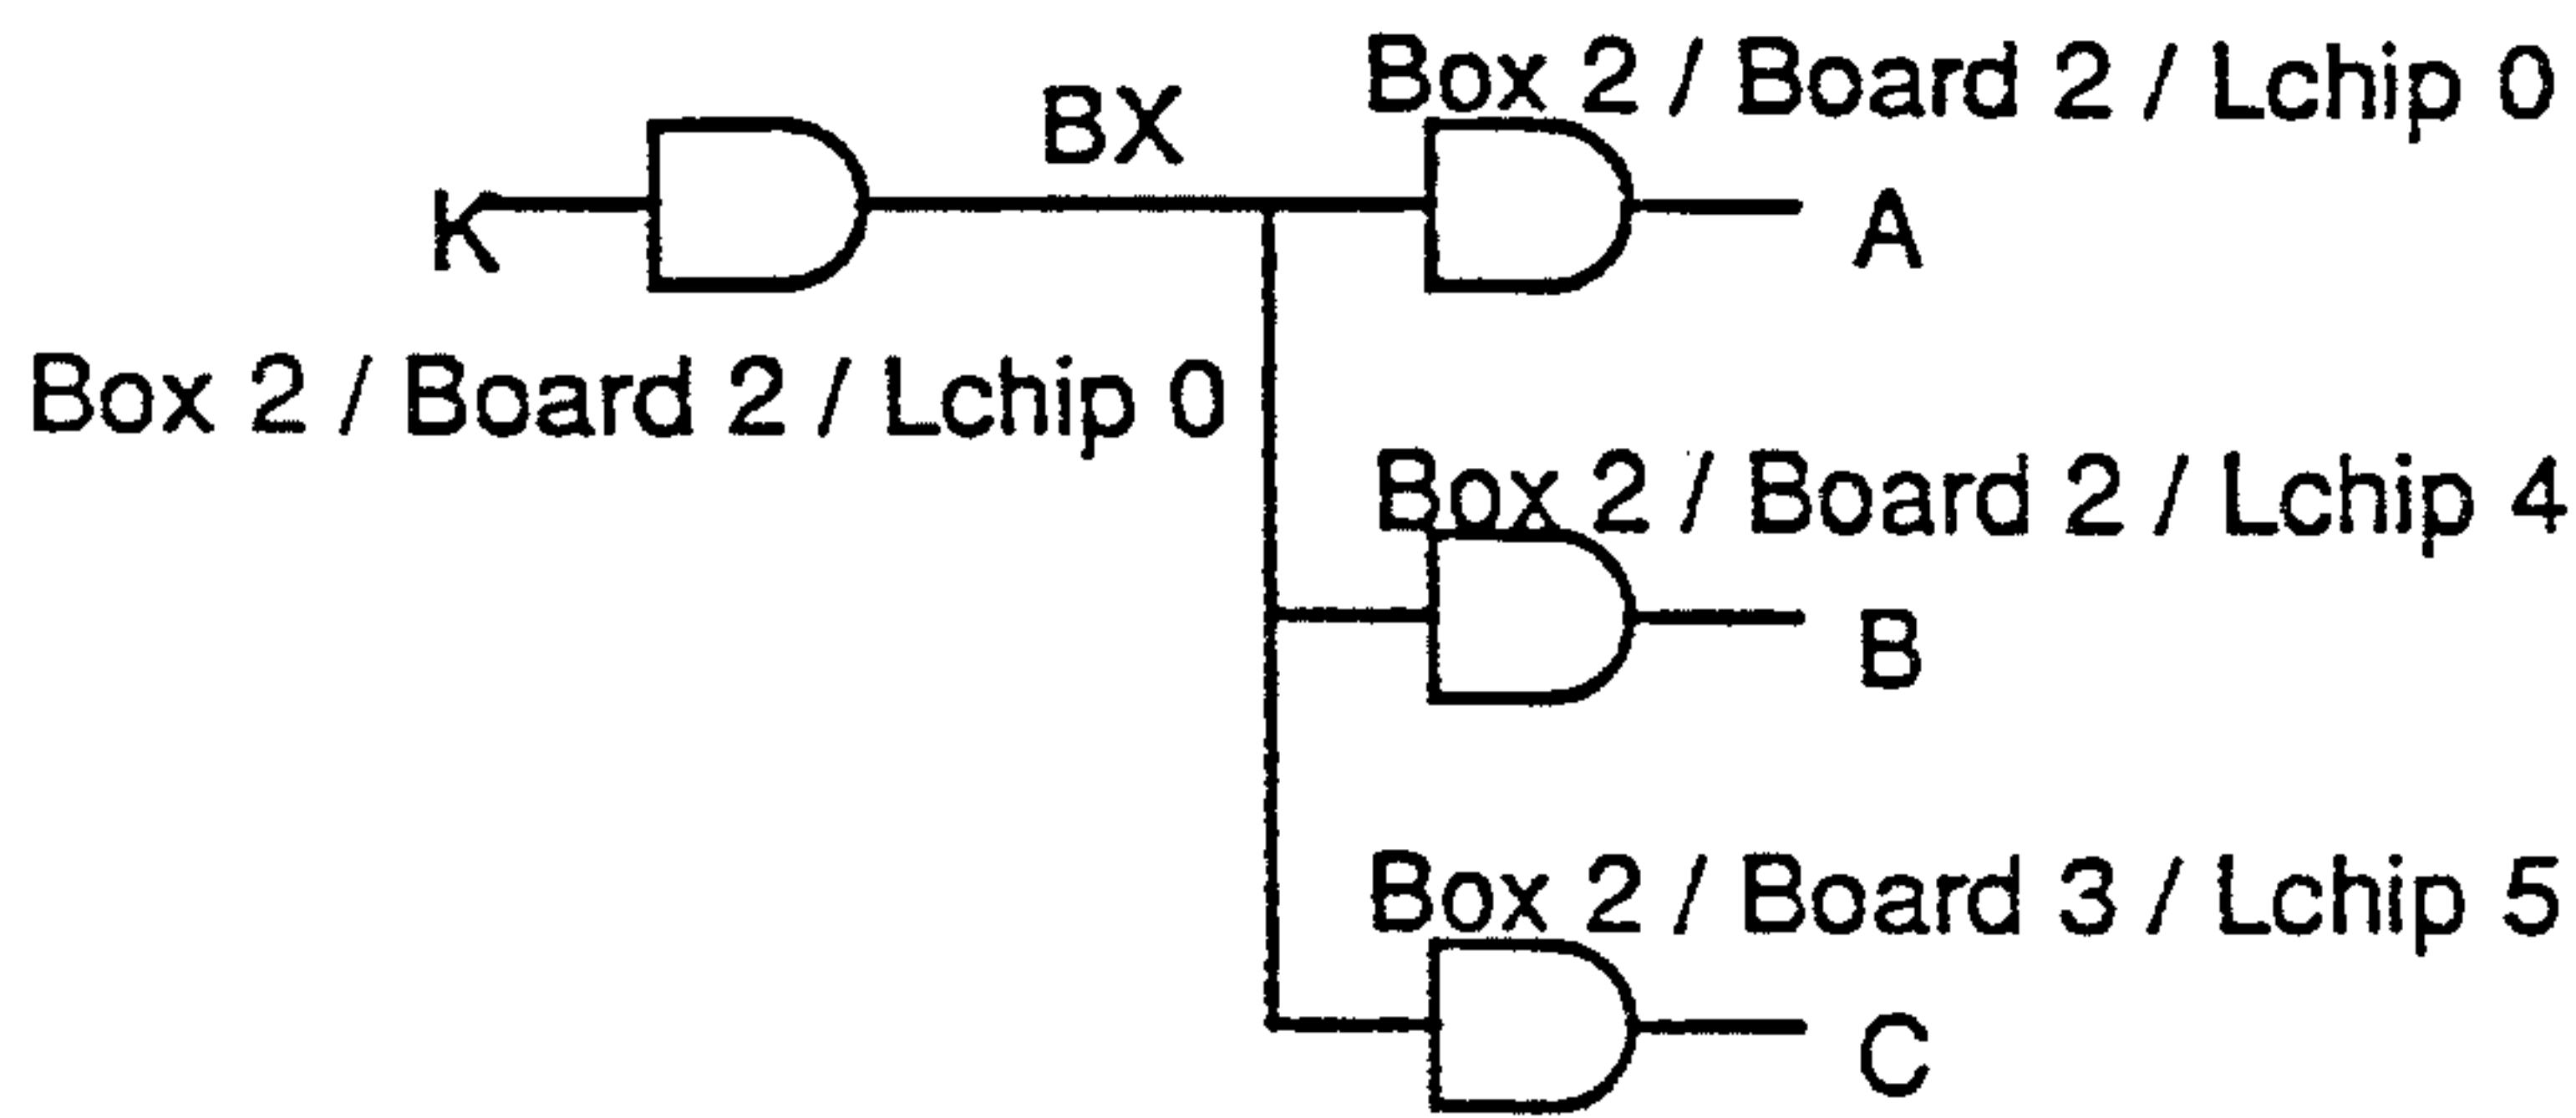 Box 2 / Board 2 / Lchip 0
BX
K
A
Box 2 / Board 2 / Lchip 0
Box 2 / Board 2 / Lchip 4
B
Box 2 / Board 3 / Lchip 5
C